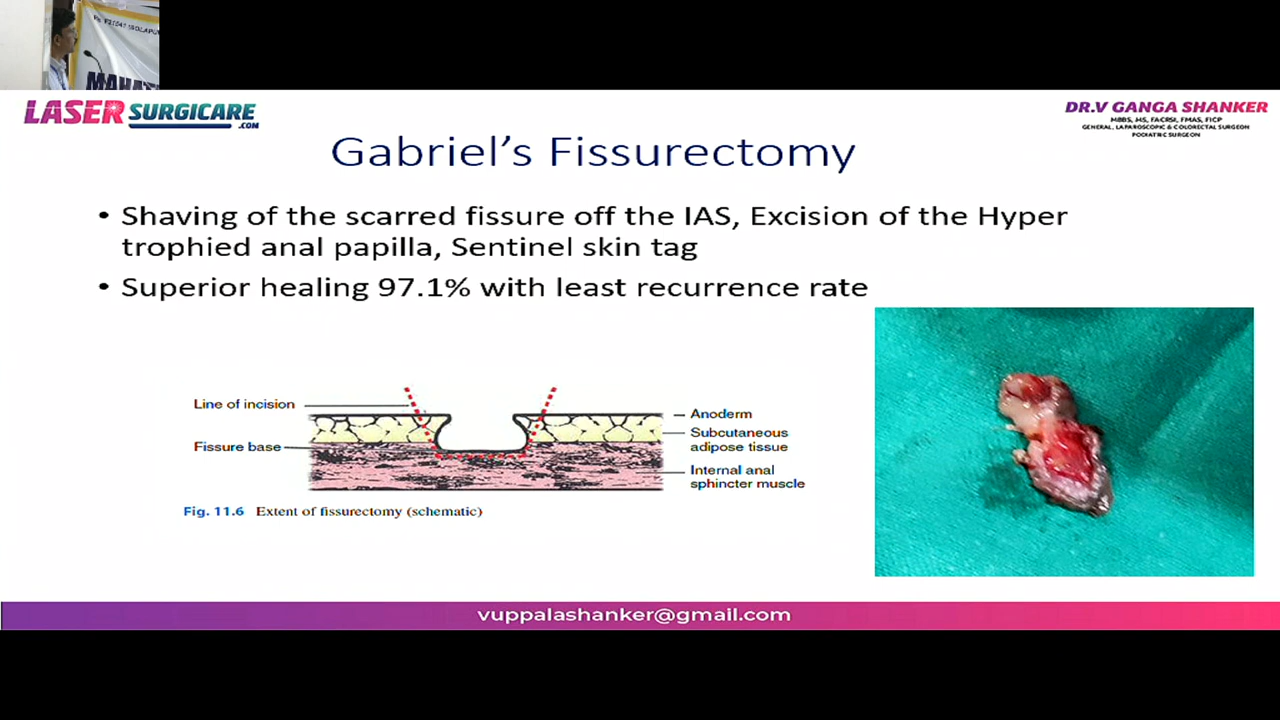 MAHAT
LASER SURGICARE
.COM
DR.V GANGA SHANKER
MBBS, MS, FACRSI, FMAS, FICP
GENERAL, LAPAROSCOPIC & COLORECTAL SURGEON
PODIATRIC SURGEON
Gabriel’s Fissurectomy
• Shaving of the scarred fissure off the IAS, Excision of the Hyper
trophied anal papilla, Sentinel skin tag
• Superior healing 97.1% with least recurrence rate
Line of incision
Fissure base
Anoderm
Subcutaneous
adipose tissue
Internal anal
sphincter muscle
Fig. 11.6 Extent of fissurectomy (schematic)
vuppalashanker@gmail.com